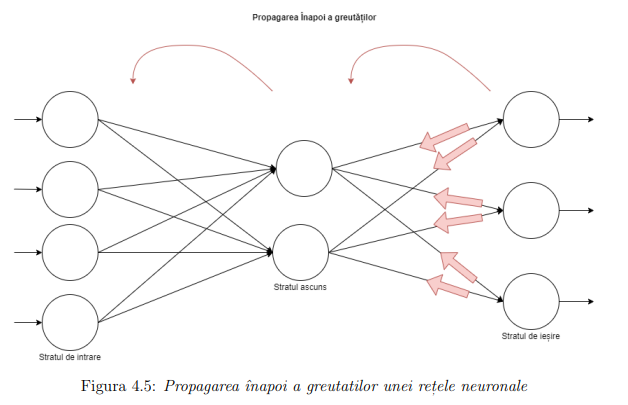 Propagarea Înapoi a greutăților
Stratul ascuns
Stratul de ieșire
Stratul de intrare
Figura 4.5: Propagarea înapoi a greutatilor unei rețele neuronale